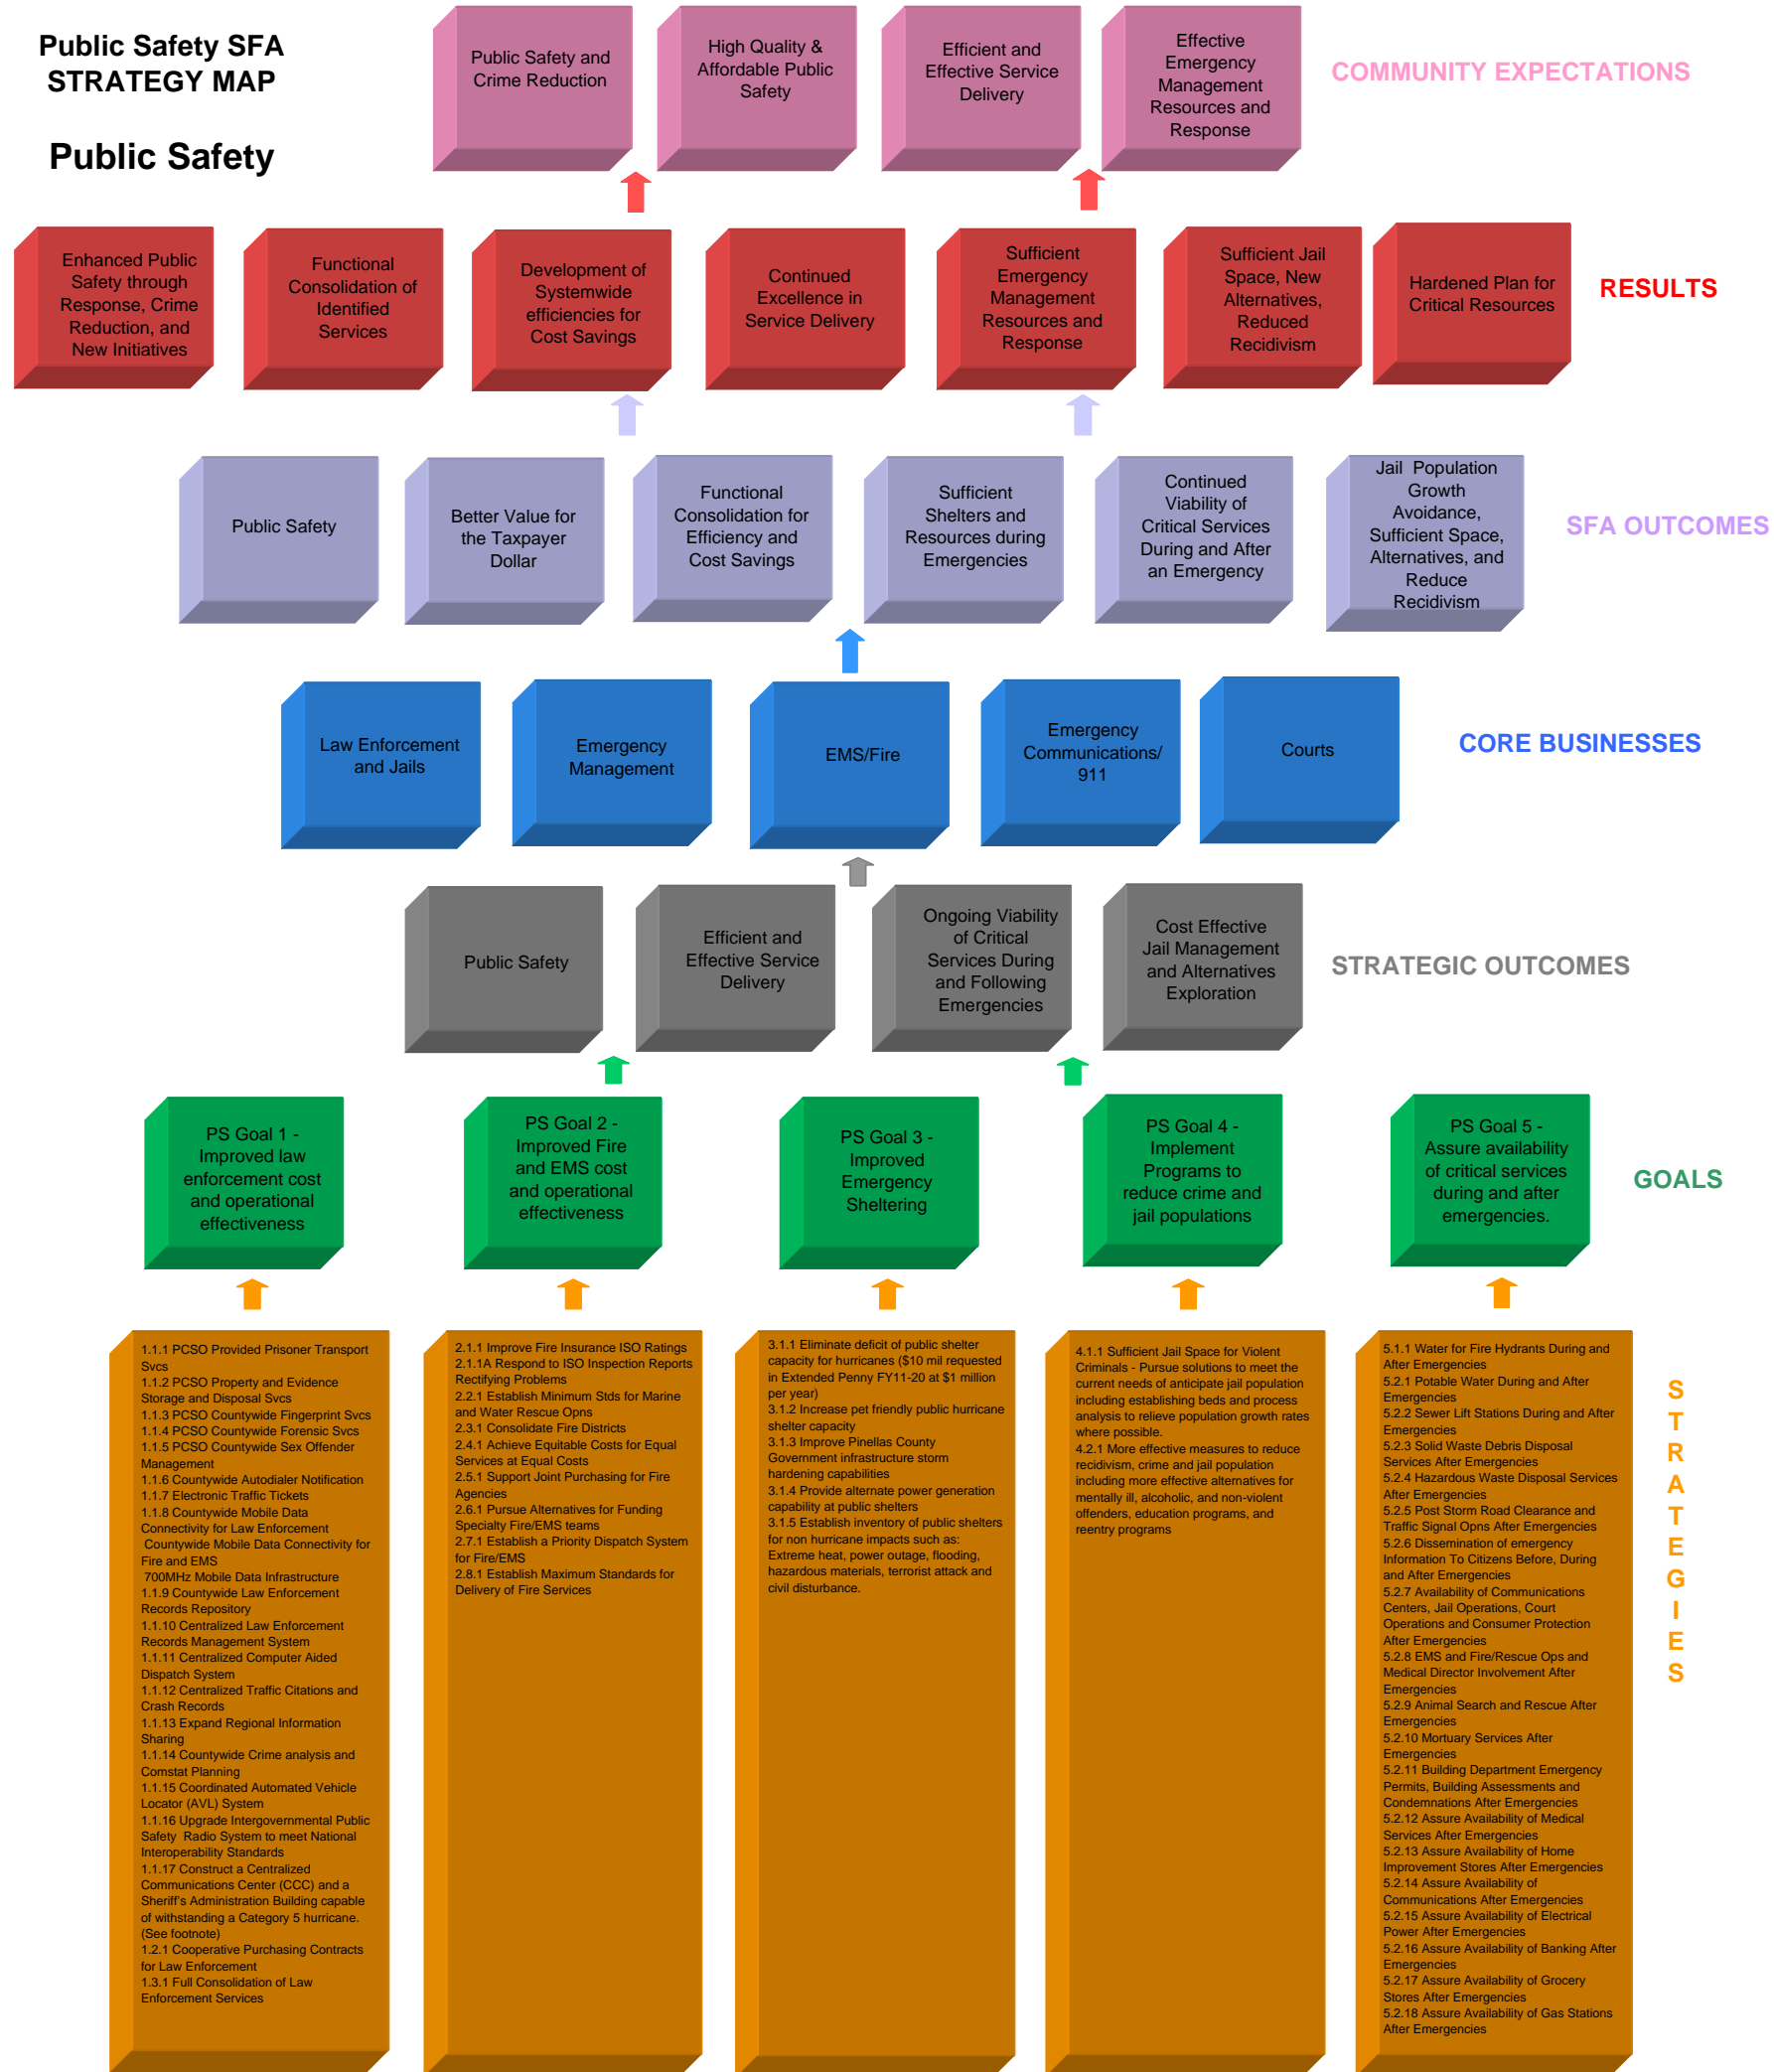 Public Safety SFA
STRATEGY MAP
Public Safety
Public Safety and
Crime Reduction
High Quality &
Affordable Public
Safety
Efficient and
Effective Service
Delivery
Effective
Emergency
Management
Resources and
Response
COMMUNITY EXPECTATIONS
Enhanced Public
Safety through
Response, Crime
Reduction, and
New Initiatives
Functional
Consolidation of
Identified
Services
Development of
Systemwide
efficiencies for
Cost Savings
Continued
Excellence in
Service Delivery
Sufficient
Emergency
Management
Resources and
Response
Sufficient Jail
Space, New
Alternatives,
Reduced
Recidivism
Hardened Plan for
Critical Resources
RESULTS
Public Safety
Better Value for
the Taxpayer
Dollar
Functional
Consolidation for
Efficiency and
Cost Savings
Sufficient
Shelters and
Resources during
Emergencies
Continued
Viability of
Critical Services
During and After
an Emergency
Jail Population
Growth
Avoidance,
Sufficient Space,
Alternatives, and
Reduce
Recidivism
SFA OUTCOMES
Law Enforcement
and Jails
Emergency
Management
EMS/Fire
Emergency
Communications/
911
Courts
CORE BUSINESSES
Public Safety
Efficient and
Effective Service
Delivery
Ongoing Viability
of Critical
Services During
and Following
Emergencies
Cost Effective
Jail Management
and Alternatives
Exploration
STRATEGIC OUTCOMES
PS Goal 1 -
Improved law
enforcement cost
and operational
effectiveness
PS Goal 2 -
Improved Fire
and EMS cost
and operational
effectiveness
PS Goal 3 -
Improved
Emergency
Sheltering
PS Goal 4 -
Implement
Programs to
reduce crime and
jail populations
PS Goal 5 -
Assure availability
of critical services
during and after
emergencies.
GOALS
1.1.1 PCSO Provided Prisoner Transport
Svcs
1.1.2 PCSO Property and Evidence
Storage and Disposal Svcs
1.1.3 PCSO Countywide Fingerprint Svcs
1.1.4 PCSO Countywide Forensic Svcs
1.1.5 PCSO Countywide Sex Offender
Management
1.1.6 Countywide Autodialer Notification
1.1.7 Electronic Traffic Tickets
1.1.8 Countywide Mobile Data
Connectivity for Law Enforcement
Countywide Mobile Data Connectivity for
Fire and EMS
700MHz Mobile Data Infrastructure
1.1.9 Countywide Law Enforcement
Records Repository
1.1.10 Centralized Law Enforcement
Records Management System
1.1.11 Centralized Computer Aided
Dispatch System
1.1.12 Centralized Traffic Citations and
Crash Records
1.1.13 Expand Regional Information
Sharing
1.1.14 Countywide Crime analysis and
Comstat Planning
1.1.15 Coordinated Automated Vehicle
Locator (AVL) System
1.1.16 Upgrade Intergovernmental Public
Safety Radio System to meet National
Interoperability Standards
1.1.17 Construct a Centralized
Communications Center (CCC) and a
Sheriff's Administration Building capable
of withstanding a Category 5 hurricane.
(See footnote)
1.2.1 Cooperative Purchasing Contracts
for Law Enforcement
1.3.1 Full Consolidation of Law
Enforcement Services
2.1.1 Improve Fire Insurance ISO Ratings
2.1.1A Respond to ISO Inspection Reports
Rectifying Problems
2.2.1 Establish Minimum Stds for Marine
and Water Rescue Opns
2.3.1 Consolidate Fire Districts
2.4.1 Achieve Equitable Costs for Equal
Services at Equal Costs
2.5.1 Support Joint Purchasing for Fire
Agencies
2.6.1 Pursue Alternatives for Funding
Specialty Fire/EMS teams
2.7.1 Establish a Priority Dispatch System
for Fire/EMS
2.8.1 Establish Maximum Standards for
Delivery of Fire Services
3.1.1 Eliminate deficit of public shelter
capacity for hurricanes ($10 mil requested
in Extended Penny FY11-20 at $1 million
per year)
3.1.2 Increase pet friendly public hurricane
shelter capacity
3.1.3 Improve Pinellas County
Government infrastructure storm
hardening capabilities
3.1.4 Provide alternate power generation
capability at public shelters
3.1.5 Establish inventory of public shelters
for non hurricane impacts such as:
Extreme heat, power outage, flooding,
hazardous materials, terrorist attack and
civil disturbance.
4.1.1 Sufficient Jail Space for Violent
Criminals - Pursue solutions to meet the
current needs of anticipate jail population
including establishing beds and process
analysis to relieve population growth rates
where possible.
4.2.1 More effective measures to reduce
recidivism, crime and jail population
including more effective alternatives for
mentally ill, alcoholic, and non-violent
offenders, education programs, and
reentry programs
5.1.1 Water for Fire Hydrants During and
After Emergencies
5.2.1 Potable Water During and After
Emergencies
5.2.2 Sewer Lift Stations During and After
Emergencies
5.2.3 Solid Waste Debris Disposal
Services After Emergencies
5.2.4 Hazardous Waste Disposal Services
After Emergencies
5.2.5 Post Storm Road Clearance and
Traffic Signal Opns After Emergencies
5.2.6 Dissemination of emergency
Information To Citizens Before, During
and After Emergencies
5.2.7 Availability of Communications
Centers, Jail Operations, Court
Operations and Consumer Protection
After Emergencies
5.2.8 EMS and Fire/Rescue Ops and
Medical Director Involvement After
Emergencies
5.2.9 Animal Search and Rescue After
Emergencies
5.2.10 Mortuary Services After
Emergencies
5.2.11 Building Department Emergency
Permits, Building Assessments and
Condemnations After Emergencies
5.2.12 Assure Availability of Medical
Services After Emergencies
5.2.13 Assure Availability of Home
Improvement Stores After Emergencies
5.2.14 Assure Availability of
Communications After Emergencies
5.2.15 Assure Availability of Electrical
Power After Emergencies
5.2.16 Assure Availability of Banking After
Emergencies
5.2.17 Assure Availability of Grocery
Stores After Emergencies
5.2.18 Assure Availability of Gas Stations
After Emergencies
S
T
R
A
T
E
G
I
E
S